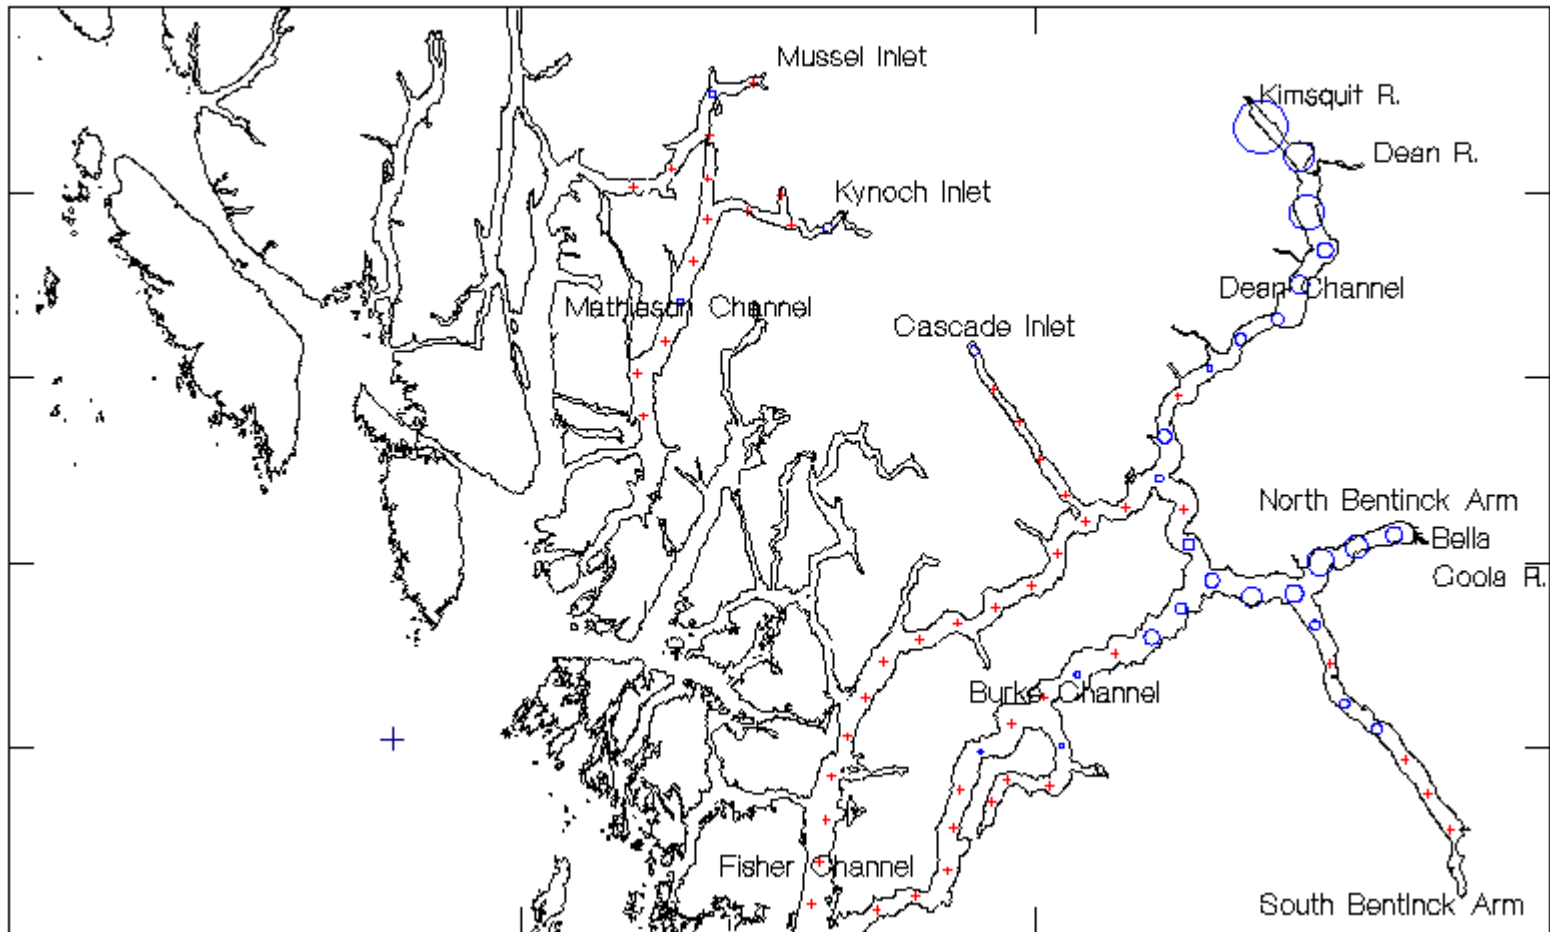 Mussel Inlet
Kimsquit R.
Dean R.
Kynoch Inlet
Dean Channel
Mathieson Channel
Cascade Inlet
North Bentinck Arm
Bella
Coola R.
Burke Channel
Fisher Channel
South Bentinck Arm